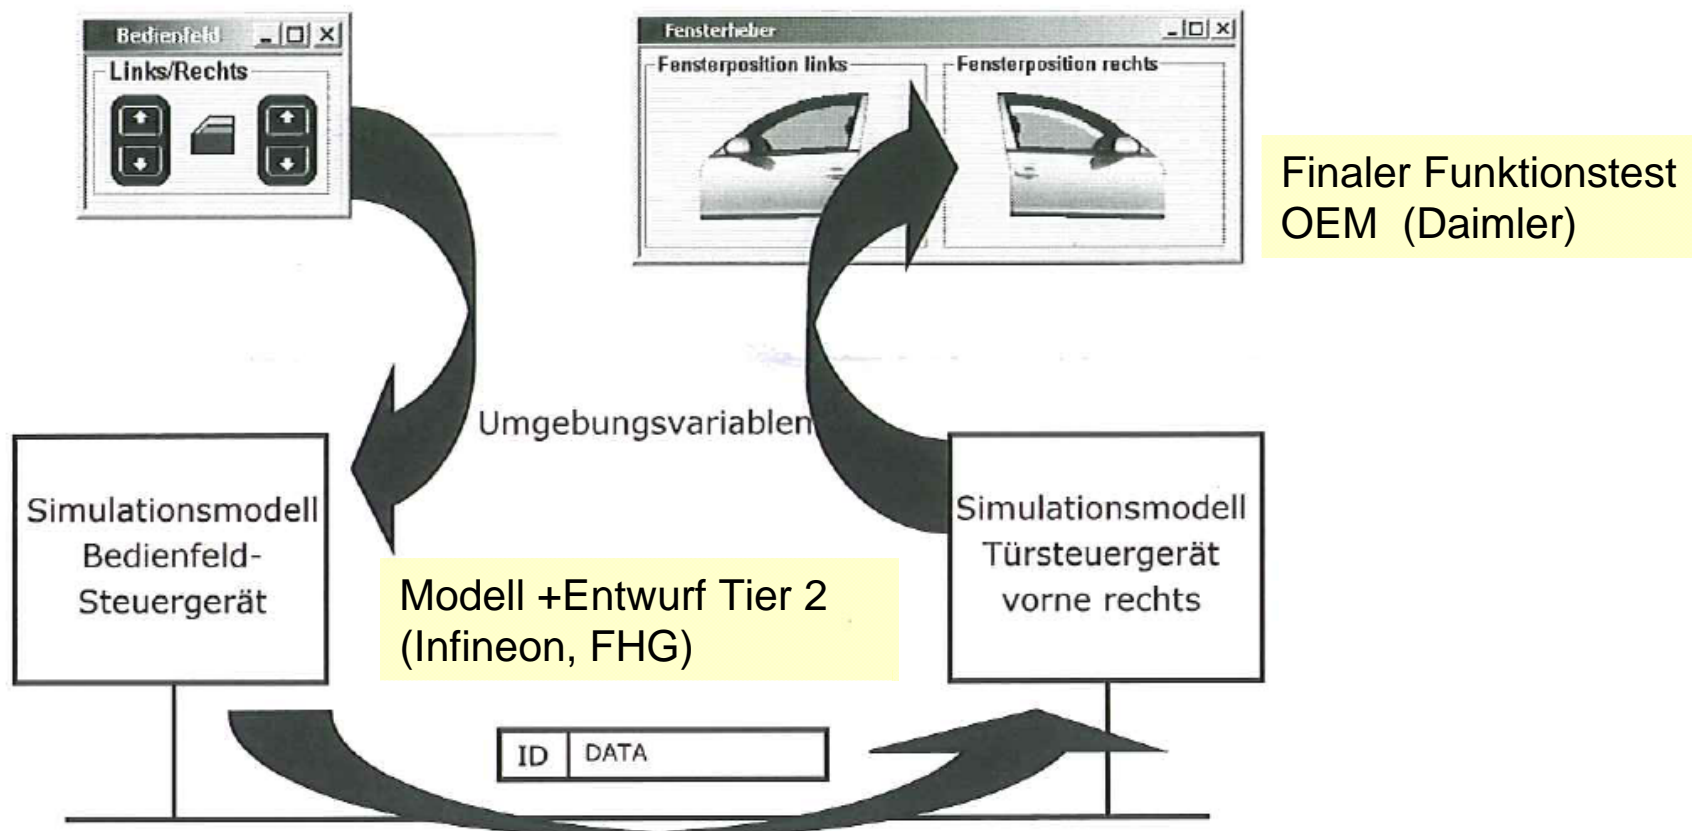 Bedienfeld
Links/Rechts
Fensterheber
Fensterposition links
Fensterposition rechts
Finaler Funktionstest
OEM (Daimler)
Umgebungsvariablen
Simulationsmodell
Bedienfeld-
Steuergerät
Modell +Entwurf Tier 2
(Infineon, FHG)
Simulationsmodell
Türsteuergerät
vorne rechts
ID DATA